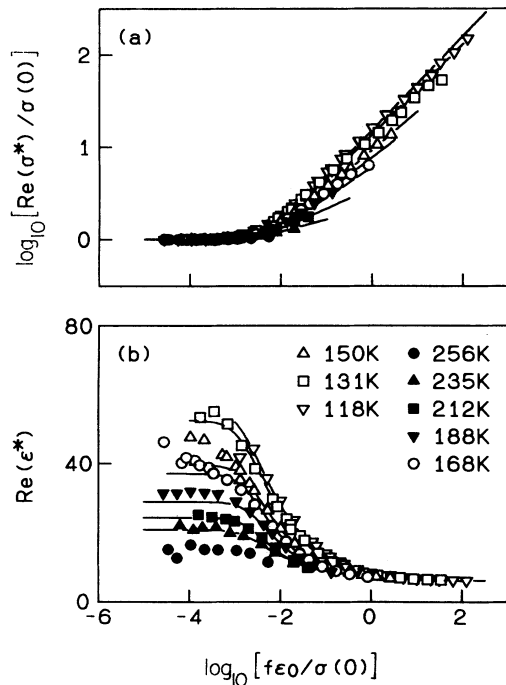 (a)
log10[Re(σ*)/σ(0)]
2
1
0
(b)
Re(ε*)
80
40
0
△ 150K
□ 131K
▽ 118K
● 256K
▲ 235K
■ 212K
▼ 188K
○ 168K
-6 -4 -2 0 2
log10[fε0/σ(0)]